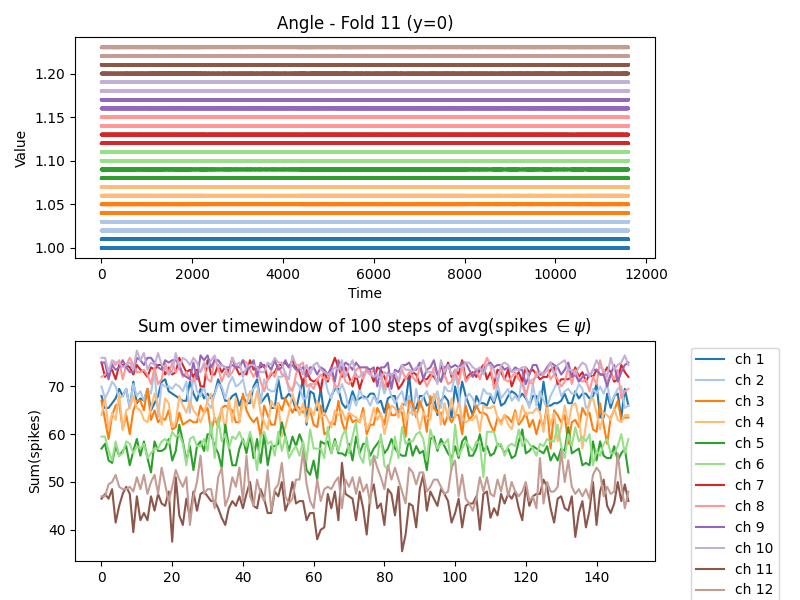 Angle - Fold 11 (y=0)
Value
1.20
1.15
1.10
1.05
1.00
0 2000 4000 6000 8000 10000 12000
Time
Sum over timewindow of 100 steps of avg(spikes ∈ ψ)
Sum(spikes)
70
60
50
40
0 20 40 60 80 100 120 140
ch 1
ch 2
ch 3
ch 4
ch 5
ch 6
ch 7
ch 8
ch 9
ch 10
ch 11
ch 12